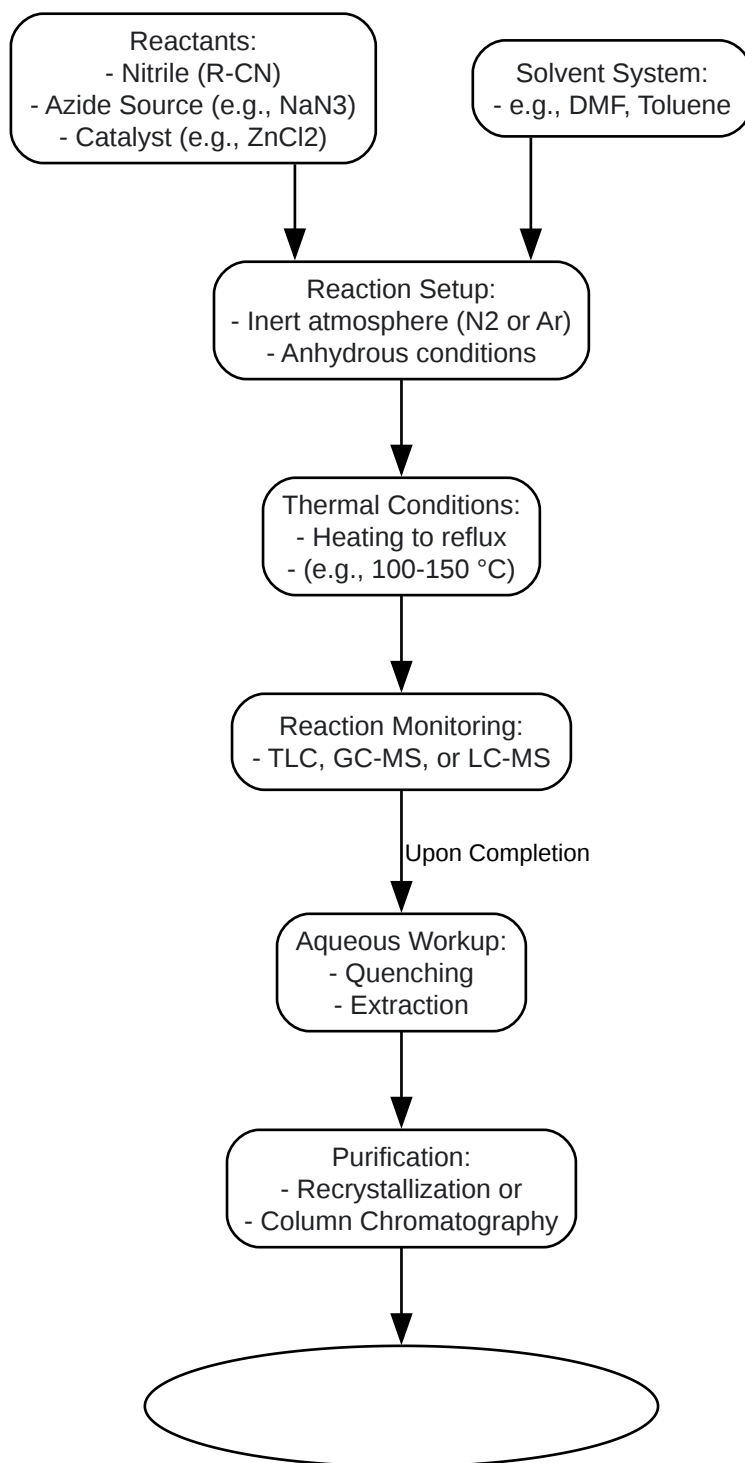 Reactants:
- Nitrile (R-CN)
- Azide Source (e.g., NaN3)
- Catalyst (e.g., ZnCl2)
Solvent System:
- e.g., DMF, Toluene
Reaction Setup:
- Inert atmosphere (N2 or Ar)
- Anhydrous conditions
Thermal Conditions:
- Heating to reflux
- (e.g., 100-150 °C)
Reaction Monitoring:
- TLC, GC-MS, or LC-MS
Upon Completion
Aqueous Workup:
- Quenching
- Extraction
Purification:
- Recrystallization or
- Column Chromatography